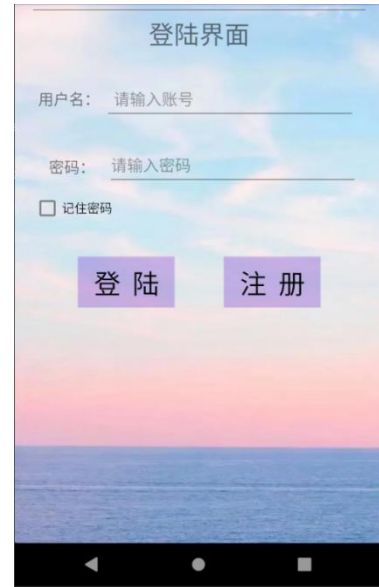 登陆界面
用户名： 请输入账号
密码： 请输入密码
记住密码
登 陆 注 册